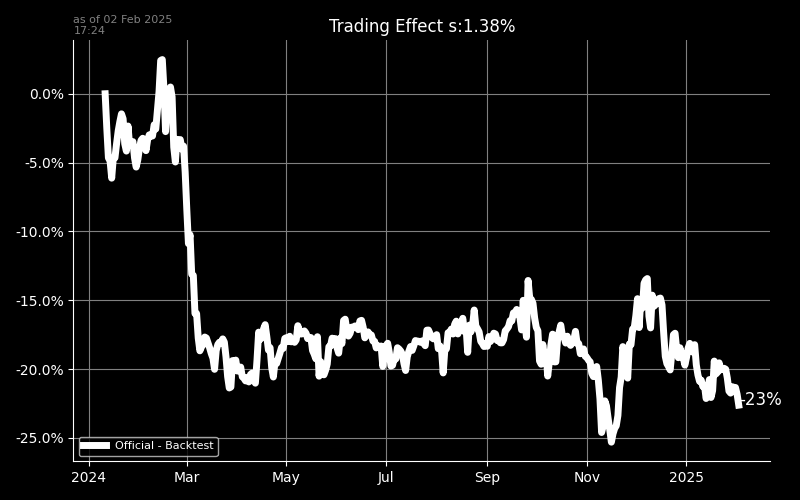 as of 02 Feb 2025
17:24
Trading Effect s:1.38%
0.0%
-5.0%
-10.0%
-15.0%
-20.0%
-25.0%
-23%
Official - Backtest
2024 Mar May Jul Sep Nov 2025